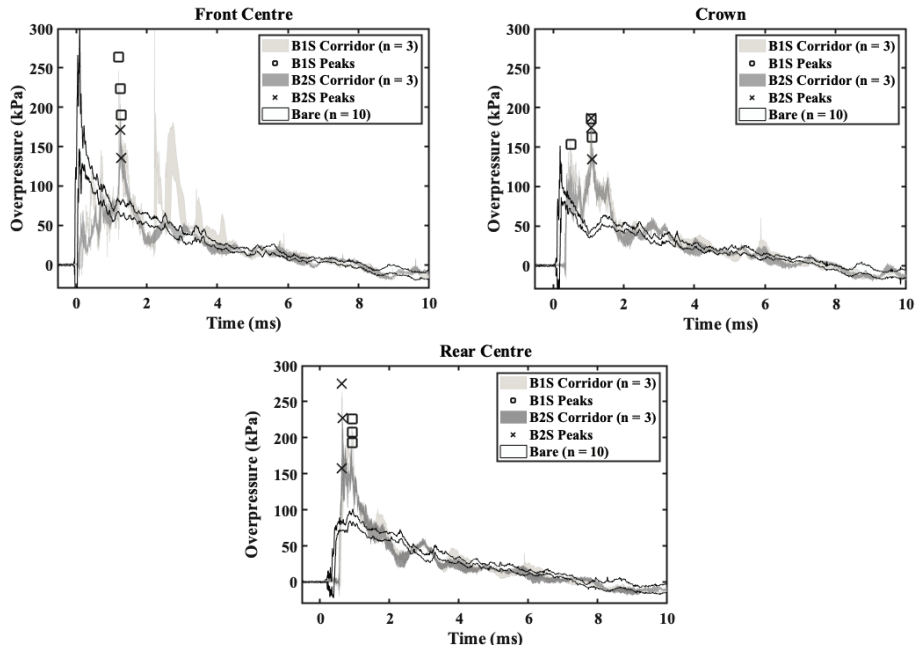 Front Centre
300
250
200
150
100
50
0
Overpressure (kPa)
B1S Corridor (n = 3)
B1S Peaks
B2S Corridor (n = 3)
B2S Peaks
Bare (n = 10)
0 2 4 6 8 10
Time (ms)
Crown
300
250
200
150
100
50
0
Overpressure (kPa)
B1S Corridor (n = 3)
B1S Peaks
B2S Corridor (n = 3)
B2S Peaks
Bare (n = 10)
0 2 4 6 8 10
Time (ms)
Rear Centre
300
250
200
150
100
50
0
Overpressure (kPa)
B1S Corridor (n = 3)
B1S Peaks
B2S Corridor (n = 3)
B2S Peaks
Bare (n = 10)
0 2 4 6 8 10
Time (ms)